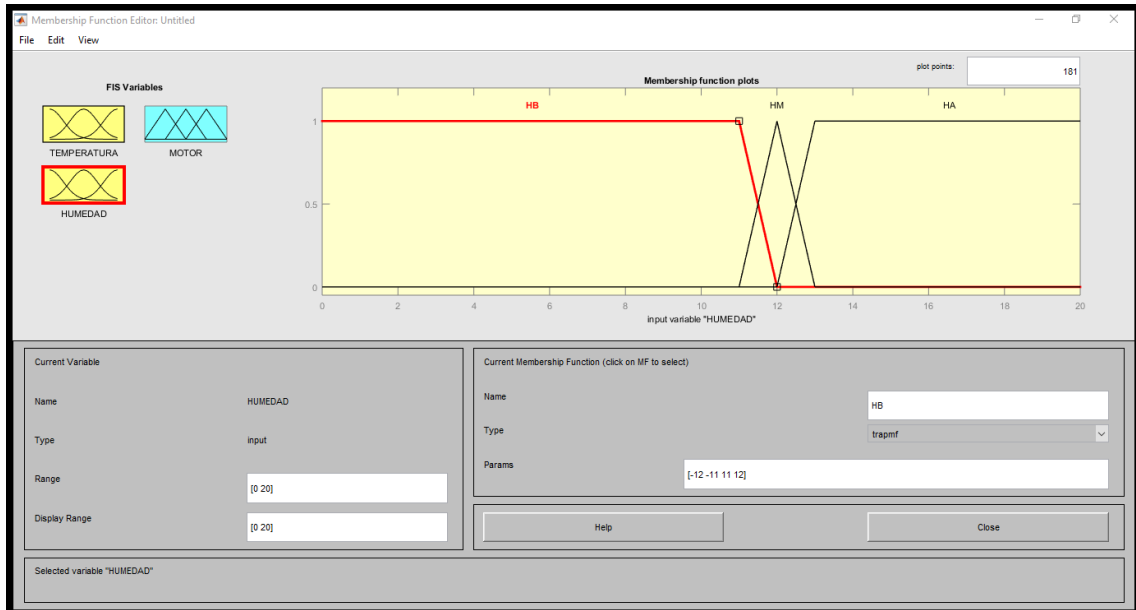 Membership Function Editor: Untitled
File Edit View
FIS Variables
TEMPERATURA MOTOR
HUMEDAD
plot points: 181
Membership function plots
HB HM HA
1
0.5
0
0 2 4 6 8 10 12 14 16 18 20
input variable "HUMEDAD"
Current Variable
Name HUMEDAD
Type input
Range [0 20]
Display Range [0 20]
Current Membership Function (click on MF to select)
Name HB
Type trapmf
Params [-12 -11 11 12]
Help Close
Selected variable "HUMEDAD"